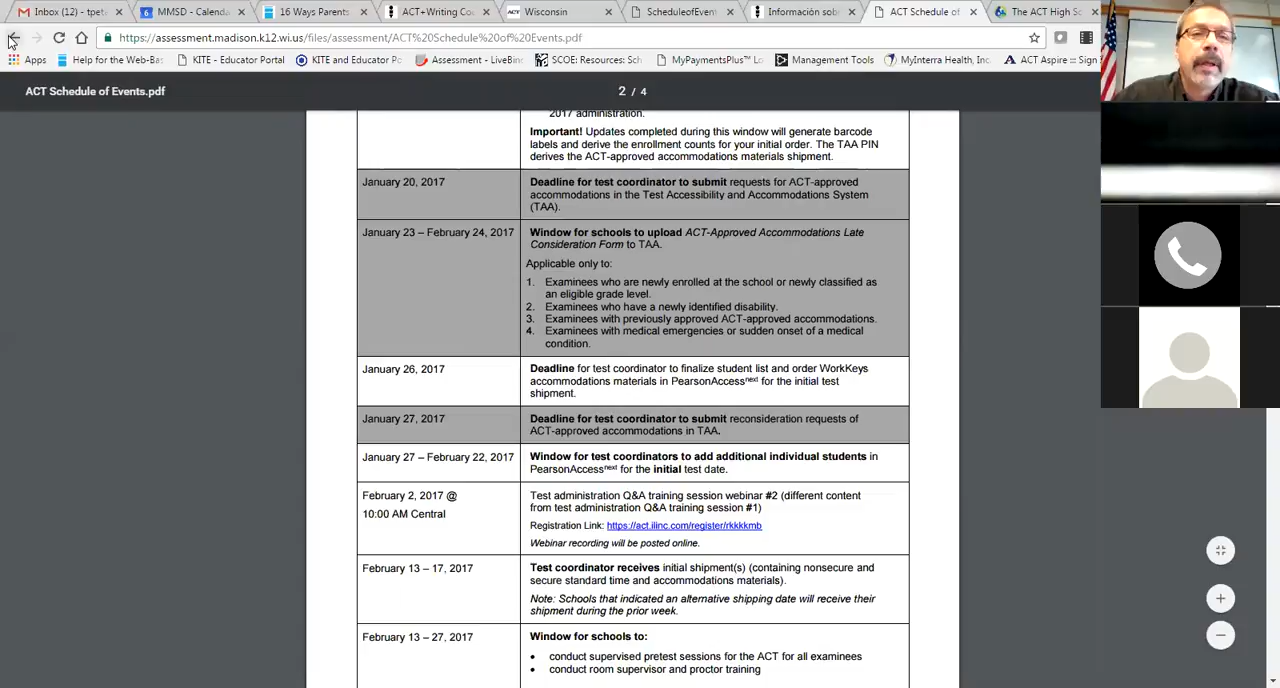 Inbox (12) - tpet
MMSD - Calenda
16 Ways Parents
ACT+Writing Cou
Wisconsin
ScheduleofEvent
Información sob
ACT Schedule of
The ACT High Sc
https://assessment.madison.k12.wi.us/files/assessment/ACT%20Schedule%20of%20Events.pdf
Apps
Help for the Web-Bas
KITE - Educator Portal
KITE and Educator Po
Assessment - LiveBin
SCOE: Resources: Sch
MyPaymentsPlus™ Lo
Management Tools
MyInterra Health, Inc.
ACT Aspire :: Sign
ACT Schedule of Events.pdf
2 / 4
2017 administration.
Important! Updates completed during this window will generate barcode
labels and derive the enrollment counts for your initial order. The TAA PIN
derives the ACT-approved accommodations materials shipment.
January 20, 2017
Deadline for test coordinator to submit requests for ACT-approved
accommodations in the Test Accessibility and Accommodations System
(TAA).
January 23 – February 24, 2017
Window for schools to upload ACT-Approved Accommodations Late
Consideration Form to TAA.
Applicable only to:
1. Examinees who are newly enrolled at the school or newly classified as
an eligible grade level.
2. Examinees who have a newly identified disability.
3. Examinees with previously approved ACT-approved accommodations.
4. Examinees with medical emergencies or sudden onset of a medical
condition.
January 26, 2017
Deadline for test coordinator to finalize student list and order WorkKeys
accommodations materials in PearsonAccessnext for the initial test
shipment.
January 27, 2017
Deadline for test coordinator to submit reconsideration requests of
ACT-approved accommodations in TAA.
January 27 – February 22, 2017
Window for test coordinators to add additional individual students in
PearsonAccessnext for the initial test date.
February 2, 2017 @
10:00 AM Central
Test administration Q&A training session webinar #2 (different content
from test administration Q&A training session #1)
Registration Link: https://act.ilinc.com/register/rkkkkmb
Webinar recording will be posted online.
February 13 – 17, 2017
Test coordinator receives initial shipment(s) (containing nonsecure and
secure standard time and accommodations materials).
Note: Schools that indicated an alternative shipping date will receive their
shipment during the prior week.
February 13 – 27, 2017
Window for schools to:
• conduct supervised pretest sessions for the ACT for all examinees
• conduct room supervisor and proctor training